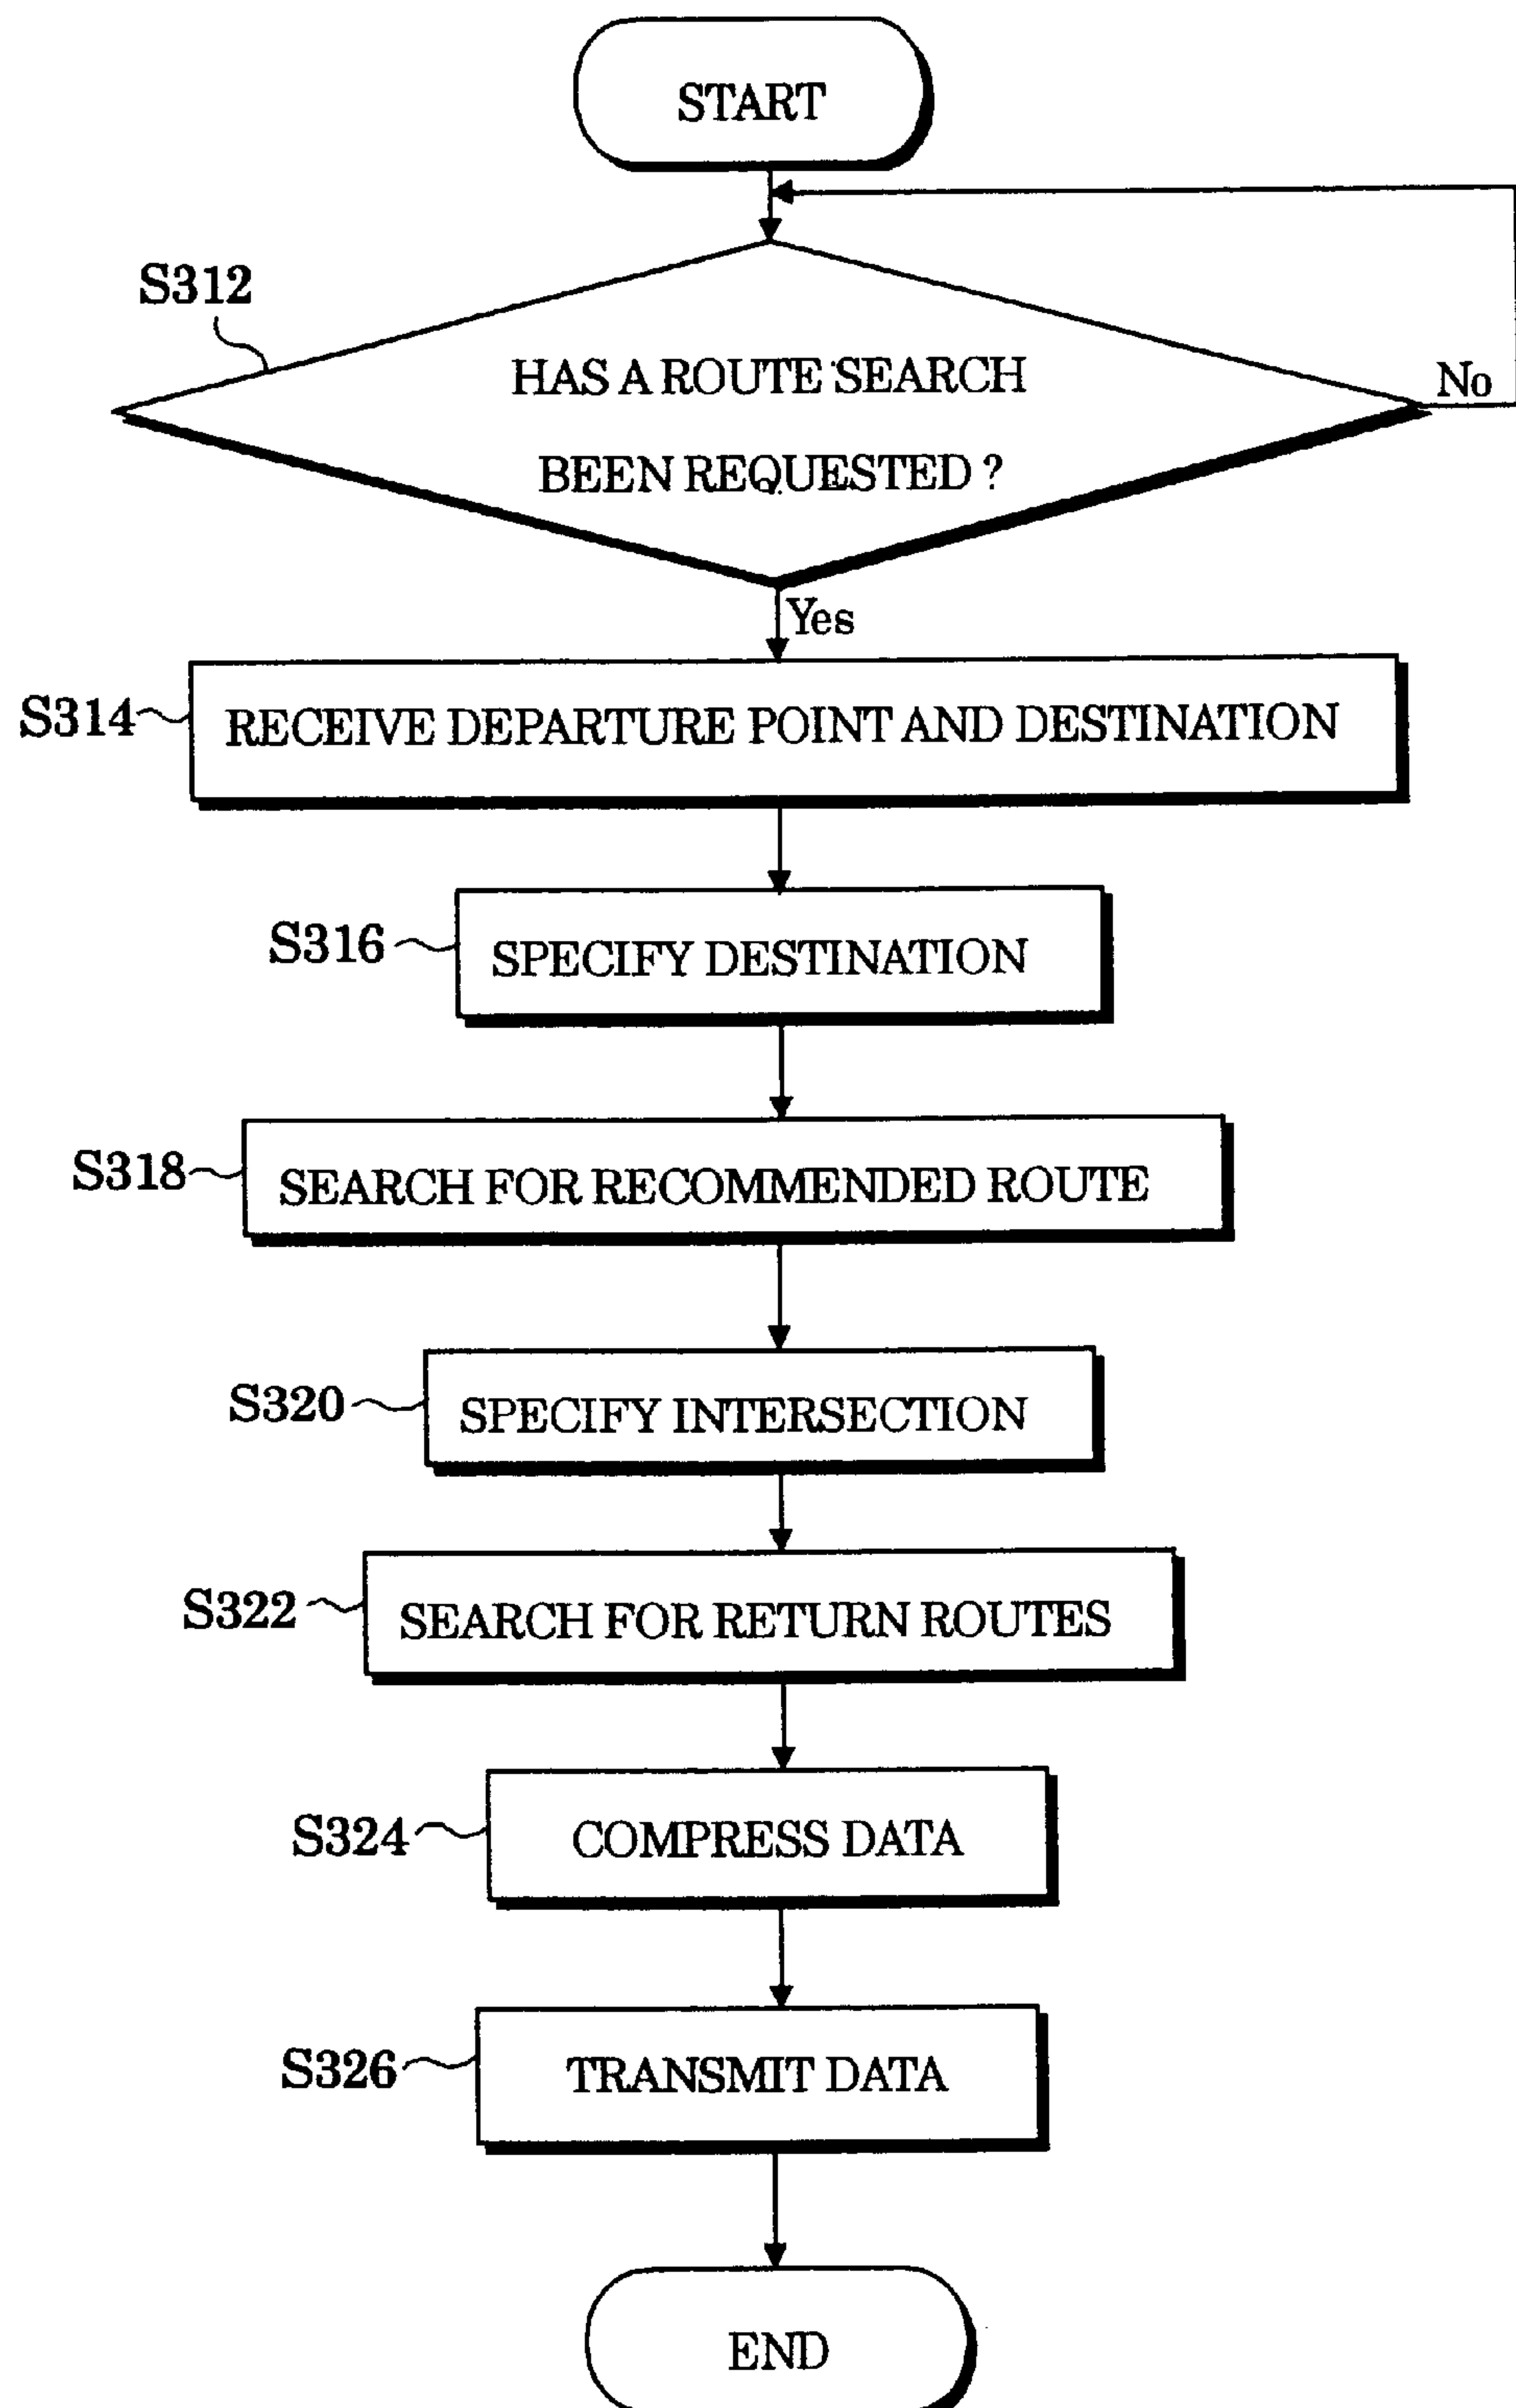 START
S312
HAS A ROUTE SEARCH
BEEN REQUESTED ?
No
Yes
S314
RECEIVE DEPARTURE POINT AND DESTINATION
S316
SPECIFY DESTINATION
S318
SEARCH FOR RECOMMENDED ROUTE
S320
SPECIFY INTERSECTION
S322
SEARCH FOR RETURN ROUTES
S324
COMPRESS DATA
S326
TRANSMIT DATA
END